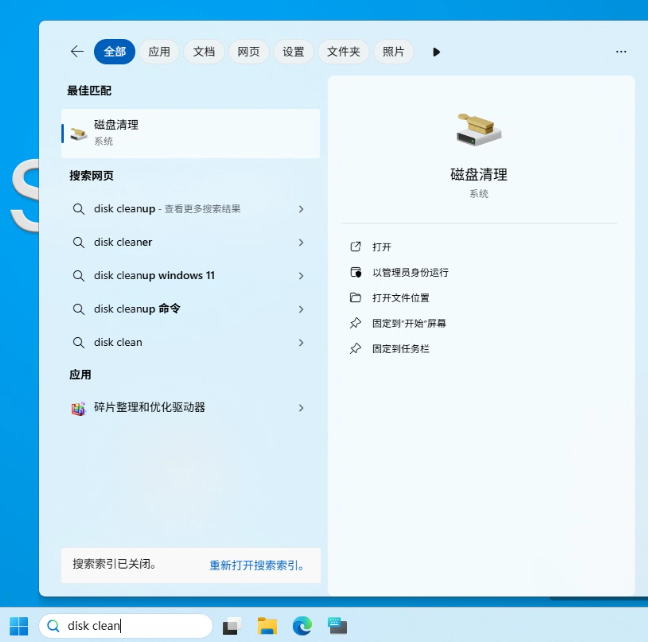 全部 应用 文档 网页 设置 文件夹 照片
最佳匹配
磁盘清理
系统
搜索网页
disk cleanup - 查看更多搜索结果
disk cleaner
disk cleanup windows 11
disk cleanup 命令
disk clean
应用
碎片整理和优化驱动器
搜索索引已关闭。 重新打开搜索索引。
磁盘清理
系统
打开
以管理员身份运行
打开文件位置
固定到"开始"屏幕
固定到任务栏
disk clean